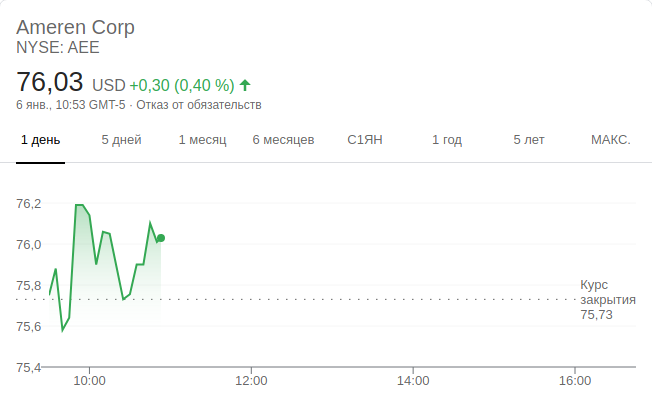 Ameren Corp
NYSE: AEE
76,03 USD +0,30 (0,40 %)
6 янв., 10:53 GMT-5 · Отказ от обязательств
1 день 5 дней 1 месяц 6 месяцев С1ЯН 1 год 5 лет МАКС.
76,2
76,0
75,8
75,6
75,4
Курс
закрытия
75,73
10:00 12:00 14:00 16:00